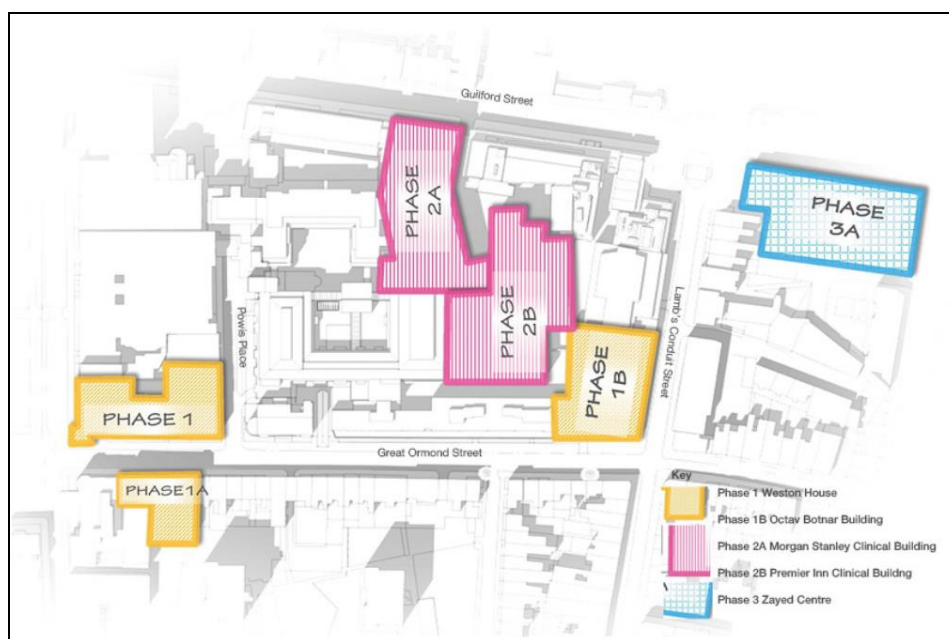 Guilford Street
PHASE
2A
PHASE
3A
PHASE
2B
Powis Place
Lamb's Conduit Street
PHASE 1
PHASE
1B
Great Ormond Street
PHASE1A
Key
Phase 1 Weston House
Phase 1B Octav Botnar Building
Phase 2A Morgan Stanley Clinical Building
Phase 2B Premier Inn Clinical Buildng
Phase 3 Zayed Centre